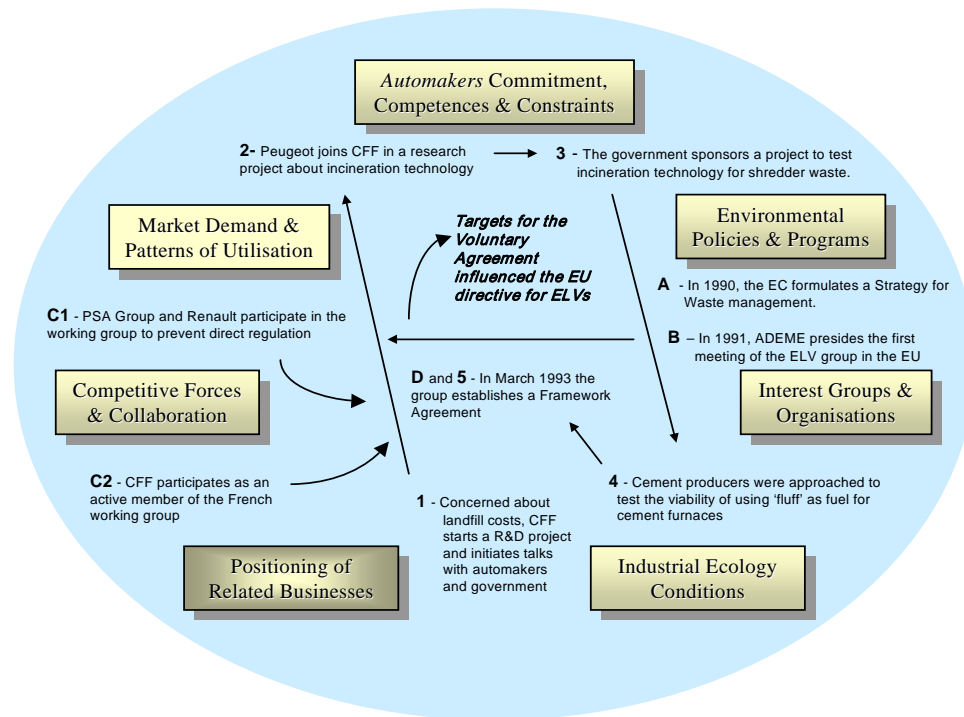 Automakers Commitment,
Competences & Constraints
2- Peugeot joins CFF in a research
project about incineration technology
3 - The government sponsors a project to test
incineration technology for shredder waste.
Market Demand &
Patterns of Utilisation
Targets for the
Voluntary
Agreement
influenced the EU
directive for ELVs
Environmental
Policies & Programs
A - In 1990, the EC formulates a Strategy for
Waste management.
C1 - PSA Group and Renault participate in the
working group to prevent direct regulation
B – In 1991, ADEME presides the first
meeting of the ELV group in the EU
Competitive Forces
& Collaboration
D and 5 - In March 1993 the
group establishes a Framework
Agreement
Interest Groups &
Organisations
C2 - CFF participates as an
active member of the French
working group
1 - Concerned about
landfill costs, CFF
starts a R&D project
and initiates talks
with automakers
and government
4 - Cement producers were approached to
test the viability of using ‘fluff’ as fuel for
cement furnaces
Positioning of
Related Businesses
Industrial Ecology
Conditions